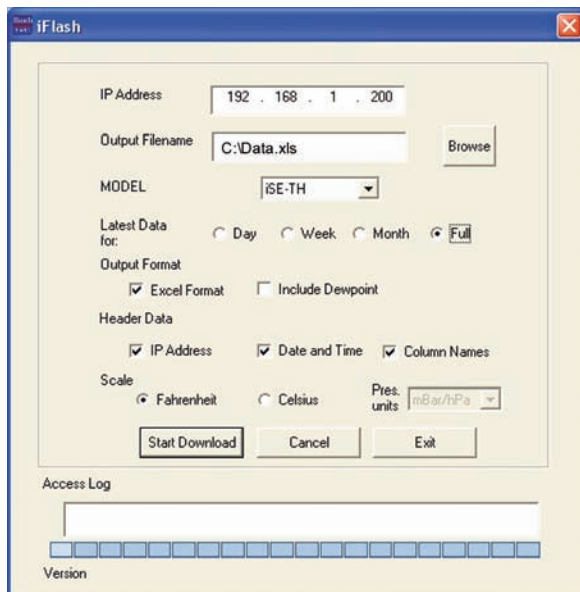 iFlash
IP Address 192 . 168 . 1 . 200
Output Filename C:\Data.xls Browse
MODEL iSE-TH
Latest Data for: Day Week Month Full
Output Format
Excel Format Include Dewpoint
Header Data
IP Address Date and Time Column Names
Scale
Fahrenheit Celsius Pres. units mBar/hPa
Start Download Cancel Exit
Access Log
Version